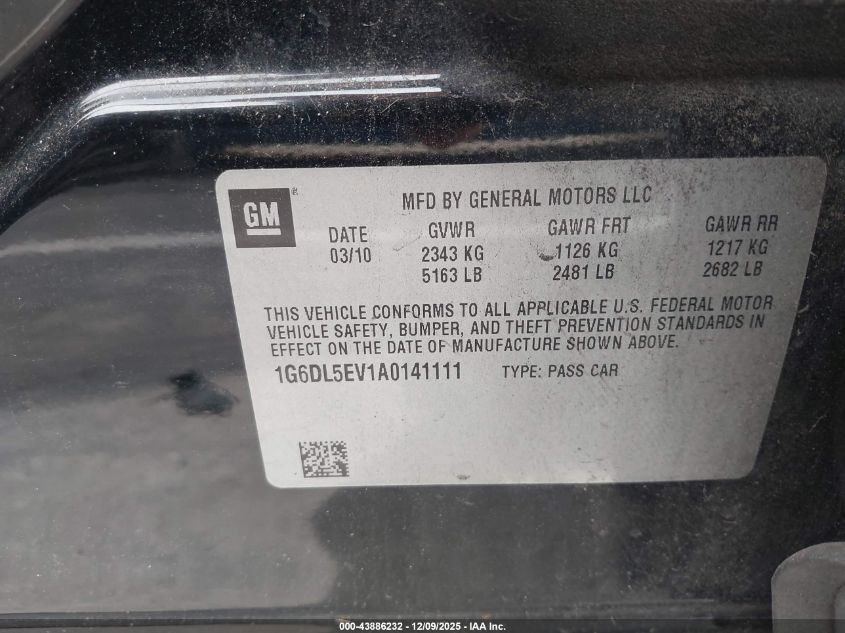 GM®
MFD BY GENERAL MOTORS LLC
DATE GVWR GAWR FRT GAWR RR
03/10 2343 KG 1126 KG 1217 KG
5163 LB 2481 LB 2682 LB
THIS VEHICLE CONFORMS TO ALL APPLICABLE U.S. FEDERAL MOTOR
VEHICLE SAFETY, BUMPER, AND THEFT PREVENTION STANDARDS IN
EFFECT ON THE DATE OF MANUFACTURE SHOWN ABOVE.
1G6DL5EV1A0141111 TYPE: PASS CAR
000-43886232 - 12/09/2025 - IAA Inc.